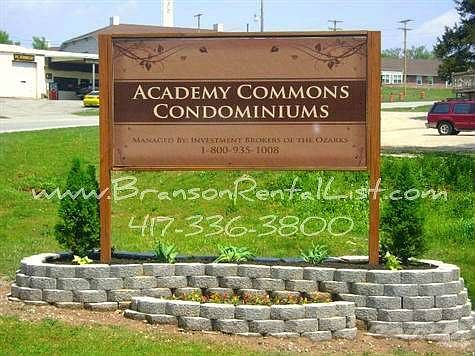 ACADEMY COMMONS
CONDOMINIUMS
MANAGED BY: INVESTMENT BROKERS OF THE OZARKS
1-800-935-1008
www.BransonRentalList.com
417-336-3800